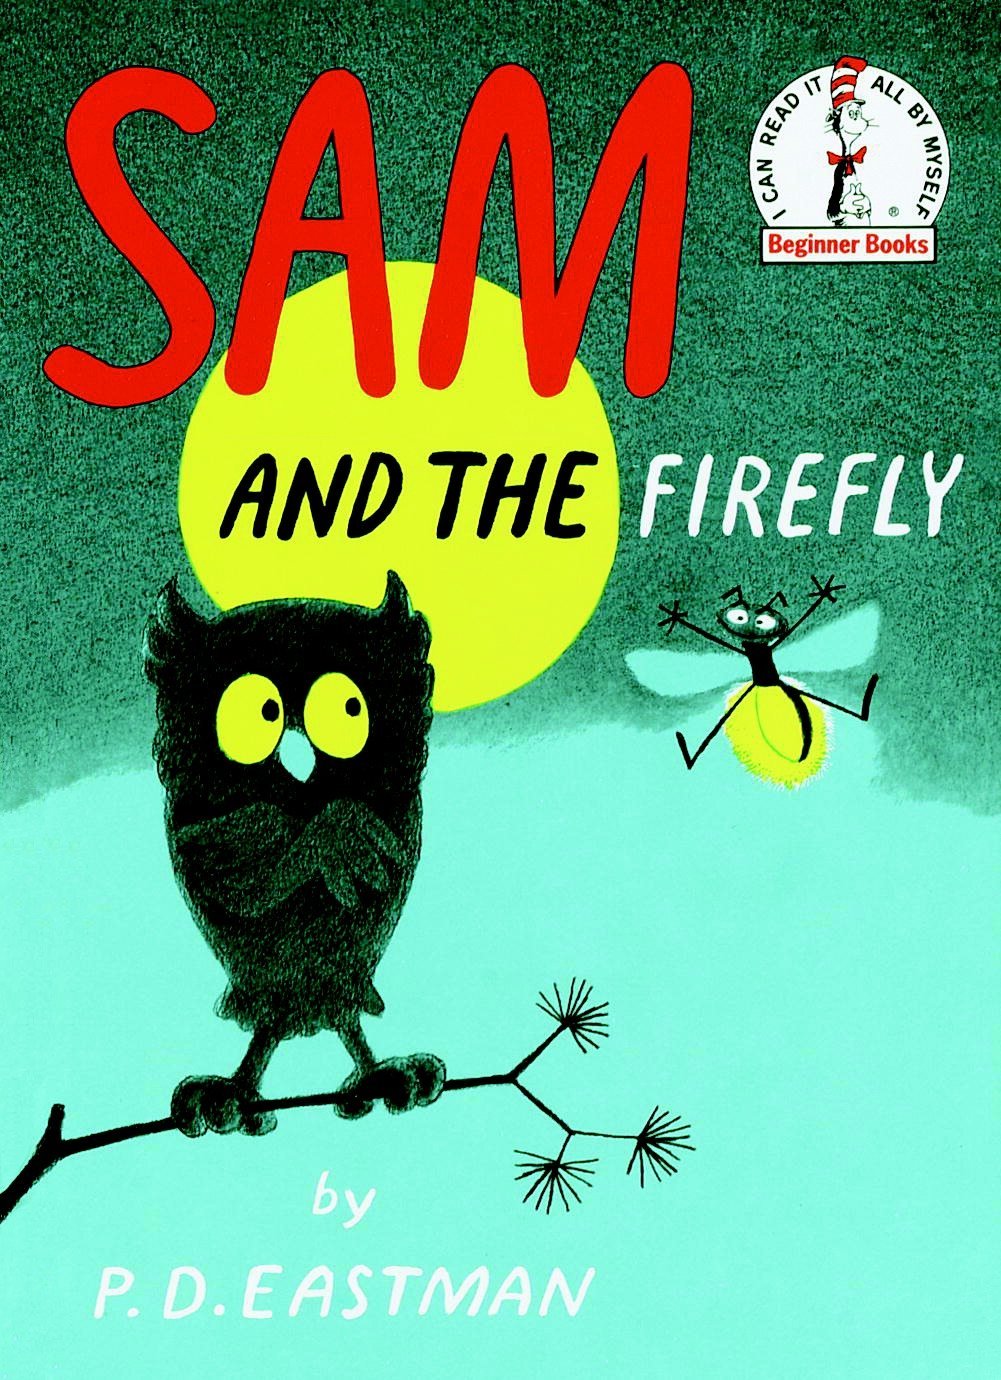 SAM
AND THE FIREFLY
I CAN READ IT ALL BY MYSELF
®
Beginner Books
by
P. D. EASTMAN